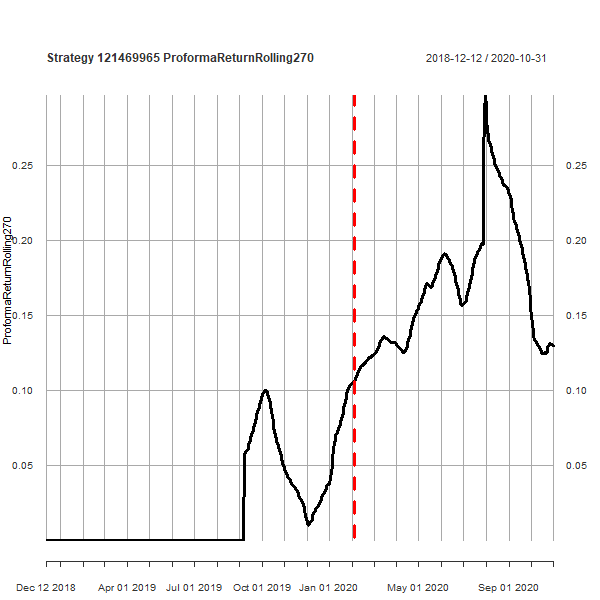 Strategy 121469965 ProformaReturnRolling270
2018-12-12 / 2020-10-31
ProformaReturnRolling270
0.25 0.25
0.20 0.20
0.15 0.15
0.10 0.10
0.05 0.05
Dec 12 2018 Apr 01 2019 Jul 01 2019 Oct 01 2019 Jan 01 2020 May 01 2020 Sep 01 2020